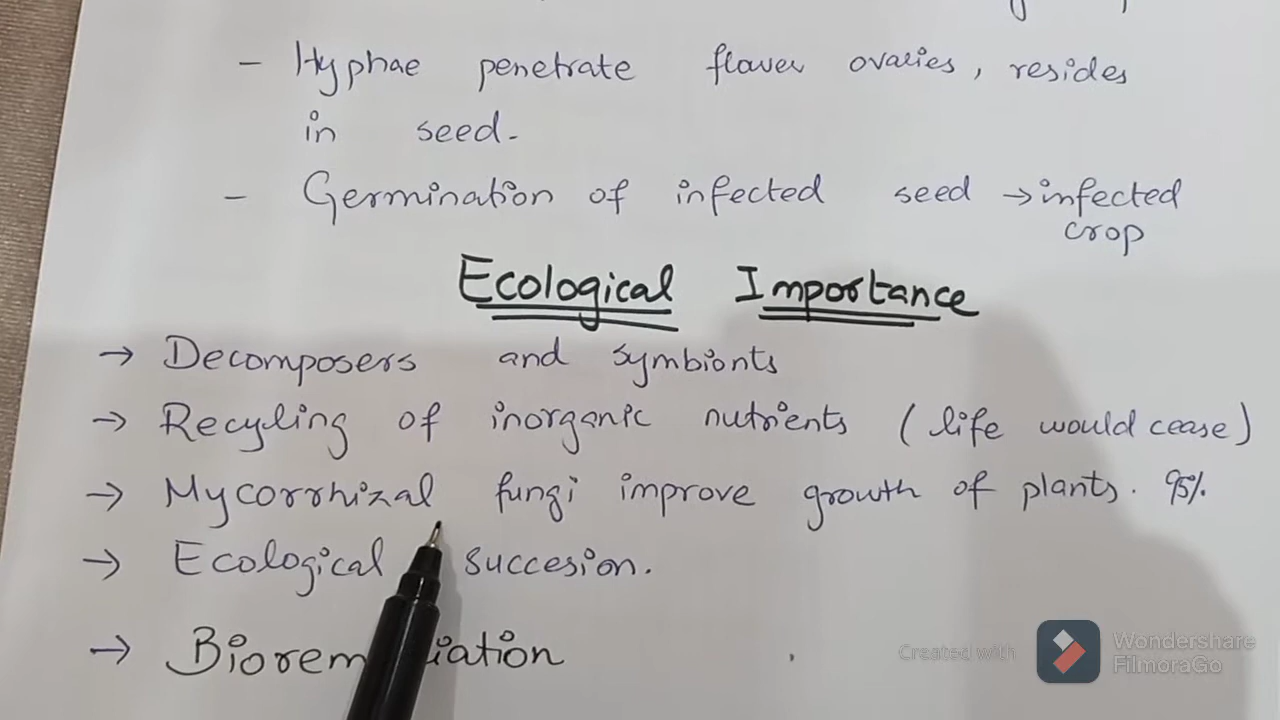 - Hyphae penetrate flower ovaries, resides
in seed.
- Germination of infected seed → infected
crop
Ecological Importance
→ Decomposers and symbionts
→ Recyling of inorganic nutrients (life would cease)
→ Mycorrhizal fungi improve growth of plants. 95%
→ Ecological succesion.
→ Biorem iation
Created with
Wondershare
FilmoraGo